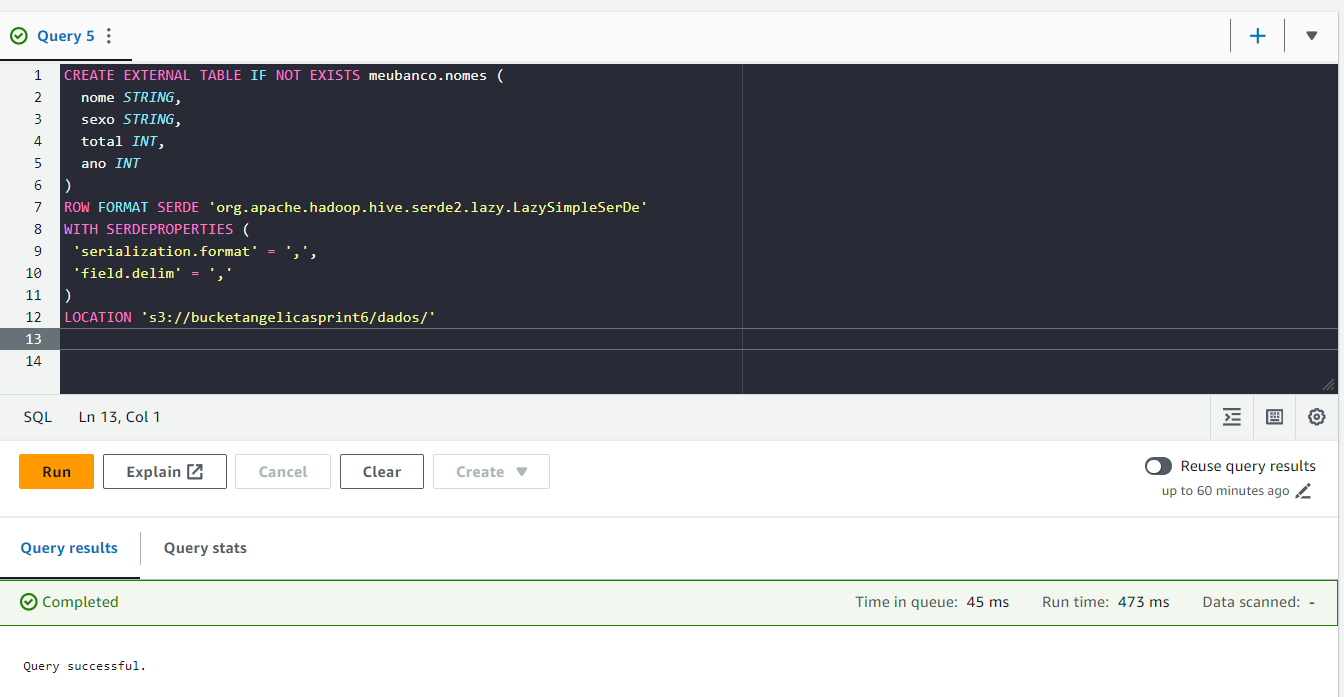 Query 5
1 CREATE EXTERNAL TABLE IF NOT EXISTS meubanco.nomes (
2 nome STRING,
3 sexo STRING,
4 total INT,
5 ano INT
6 )
7 ROW FORMAT SERDE 'org.apache.hadoop.hive.serde2.lazy.LazySimpleSerDe'
8 WITH SERDEPROPERTIES (
9 'serialization.format' = ',',
10 'field.delim' = ','
11 )
12 LOCATION 's3://bucketangelicasprint6/dados/'
13
14
SQL Ln 13, Col 1
Run Explain Cancel Clear Create Reuse query results
up to 60 minutes ago
Query results Query stats
Completed Time in queue: 45 ms Run time: 473 ms Data scanned: -
Query successful.